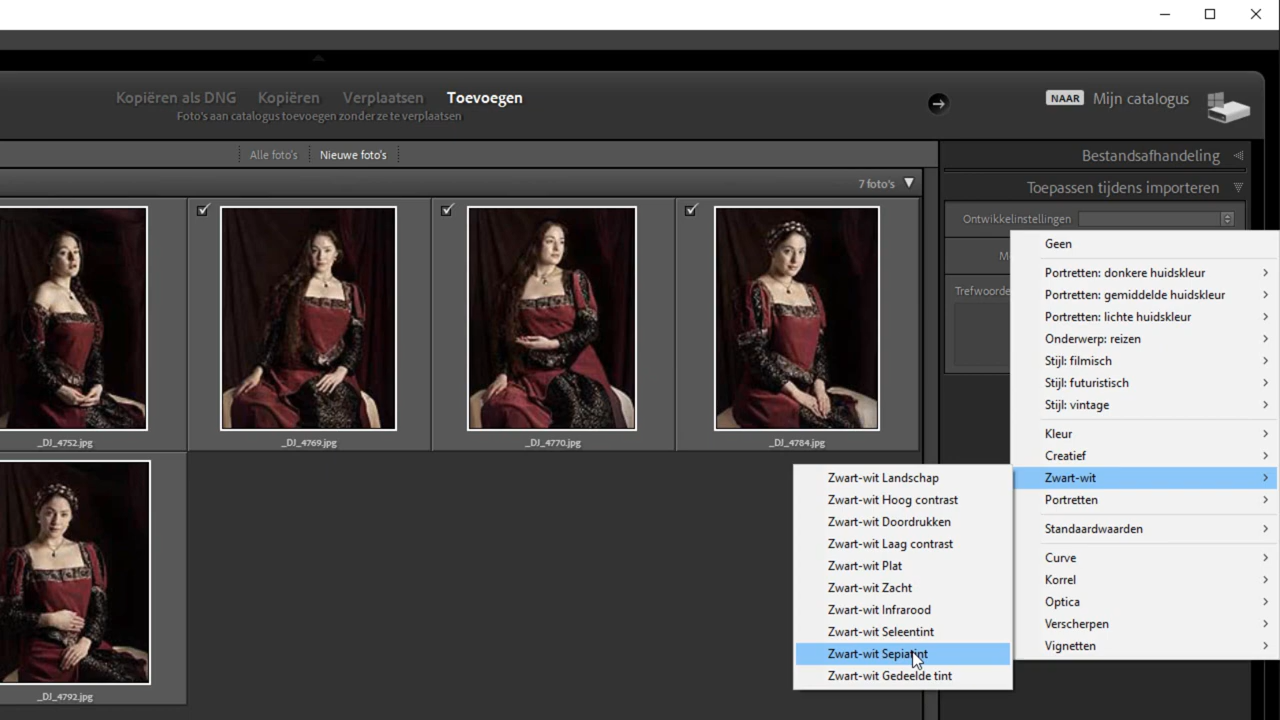 Kopiëren als DNG Kopiëren Verplaatsen Toevoegen
Foto's aan catalogus toevoegen zonder ze te verplaatsen
NAAR Mijn catalogus
Alle foto's Nieuwe foto's
Bestandsafhandeling
7 foto's
Toepassen tijdens importeren
Ontwikkelinstellingen
Geen
Portretten: donkere huidskleur
Portretten: gemiddelde huidskleur
Trefwoorde
Portretten: lichte huidskleur
Onderwerp: reizen
Stijl: filmisch
Stijl: futuristisch
Stijl: vintage
Kleur
_DJ_4752.jpg _DJ_4769.jpg _DJ_4770.jpg _DJ_4784.jpg
Creatief
Zwart-wit
Portretten
Standaardwaarden
Curve
Korrel
Optica
Verscherpen
Vignetten
Zwart-wit Landschap
Zwart-wit Hoog contrast
Zwart-wit Doordrukken
Zwart-wit Laag contrast
Zwart-wit Plat
Zwart-wit Zacht
Zwart-wit Infrarood
Zwart-wit Seleentint
Zwart-wit Sepiatint
Zwart-wit Gedeelde tint
_DJ_4792.jpg